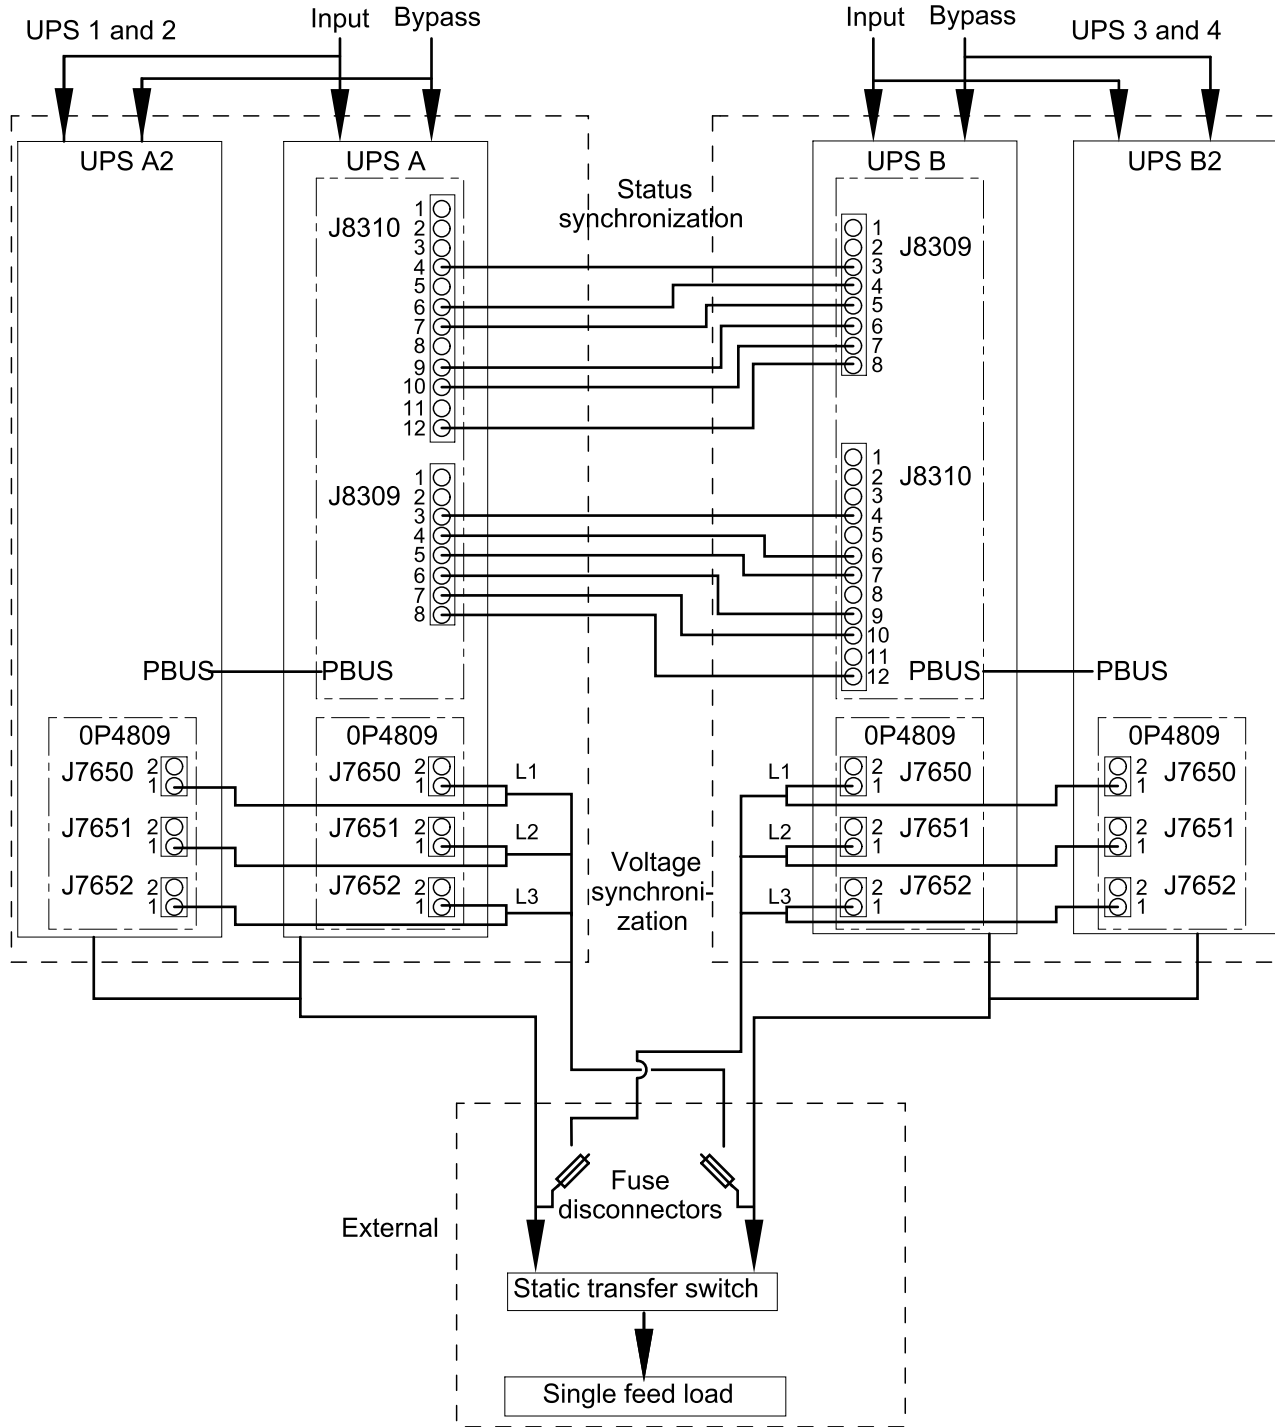 UPS 1 and 2
Input
Bypass
Input
Bypass
UPS 3 and 4
UPS A2
UPS A
UPS B
UPS B2
Status
synchronization
J8310
1
2
3
4
5
6
7
8
9
10
11
12
J8309
1
2
3
4
5
6
7
8
J8309
1
2
3
4
5
6
7
8
J8310
1
2
3
4
5
6
7
8
9
10
11
12
PBUS
PBUS
PBUS
PBUS
0P4809
J7650
2
1
J7651
2
1
J7652
2
1
0P4809
J7650
2
1
J7651
2
1
J7652
2
1
L1
L2
L3
Voltage
synchroni-
zation
L1
L2
L3
0P4809
2
1
J7650
2
1
J7651
2
1
J7652
0P4809
2
1
J7650
2
1
J7651
2
1
J7652
Fuse
disconnectors
External
Static transfer switch
Single feed load